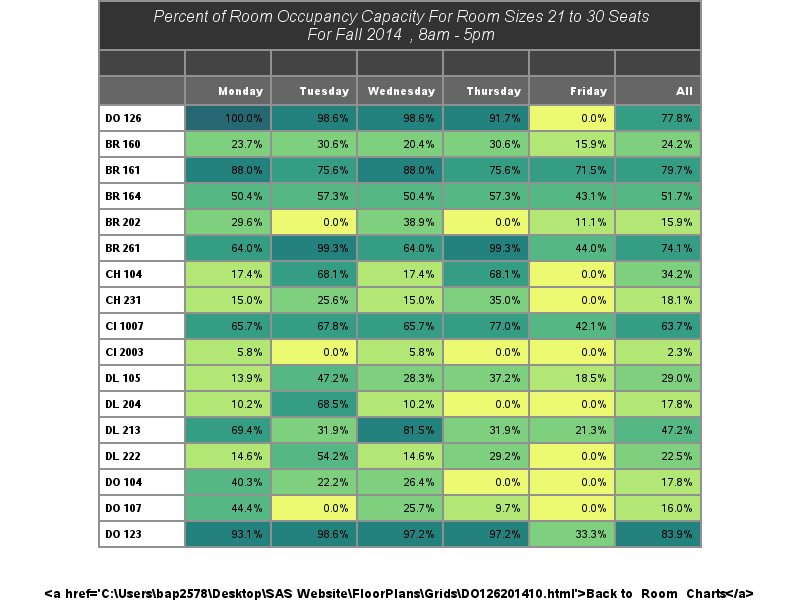 Percent of Room Occupancy Capacity For Room Sizes 21 to 30 Seats
For Fall 2014 , 8am - 5pm
Monday Tuesday Wednesday Thursday Friday All
DO 126 100.0% 98.6% 98.6% 91.7% 0.0% 77.8%
BR 160 23.7% 30.6% 20.4% 30.6% 15.9% 24.2%
BR 161 88.0% 75.6% 88.0% 75.6% 71.5% 79.7%
BR 164 50.4% 57.3% 50.4% 57.3% 43.1% 51.7%
BR 202 29.6% 0.0% 38.9% 0.0% 11.1% 15.9%
BR 261 64.0% 99.3% 64.0% 99.3% 44.0% 74.1%
CH 104 17.4% 68.1% 17.4% 68.1% 0.0% 34.2%
CH 231 15.0% 25.6% 15.0% 35.0% 0.0% 18.1%
CI 1007 65.7% 67.8% 65.7% 77.0% 42.1% 63.7%
CI 2003 5.8% 0.0% 5.8% 0.0% 0.0% 2.3%
DL 105 13.9% 47.2% 28.3% 37.2% 18.5% 29.0%
DL 204 10.2% 68.5% 10.2% 0.0% 0.0% 17.8%
DL 213 69.4% 31.9% 81.5% 31.9% 21.3% 47.2%
DL 222 14.6% 54.2% 14.6% 29.2% 0.0% 22.5%
DO 104 40.3% 22.2% 26.4% 0.0% 0.0% 17.8%
DO 107 44.4% 0.0% 25.7% 9.7% 0.0% 16.0%
DO 123 93.1% 98.6% 97.2% 97.2% 33.3% 83.9%
<a href='C:\Users\bap2578\Desktop\SAS Website\FloorPlans\Grids\DO126201410.html'>Back to Room Charts</a>